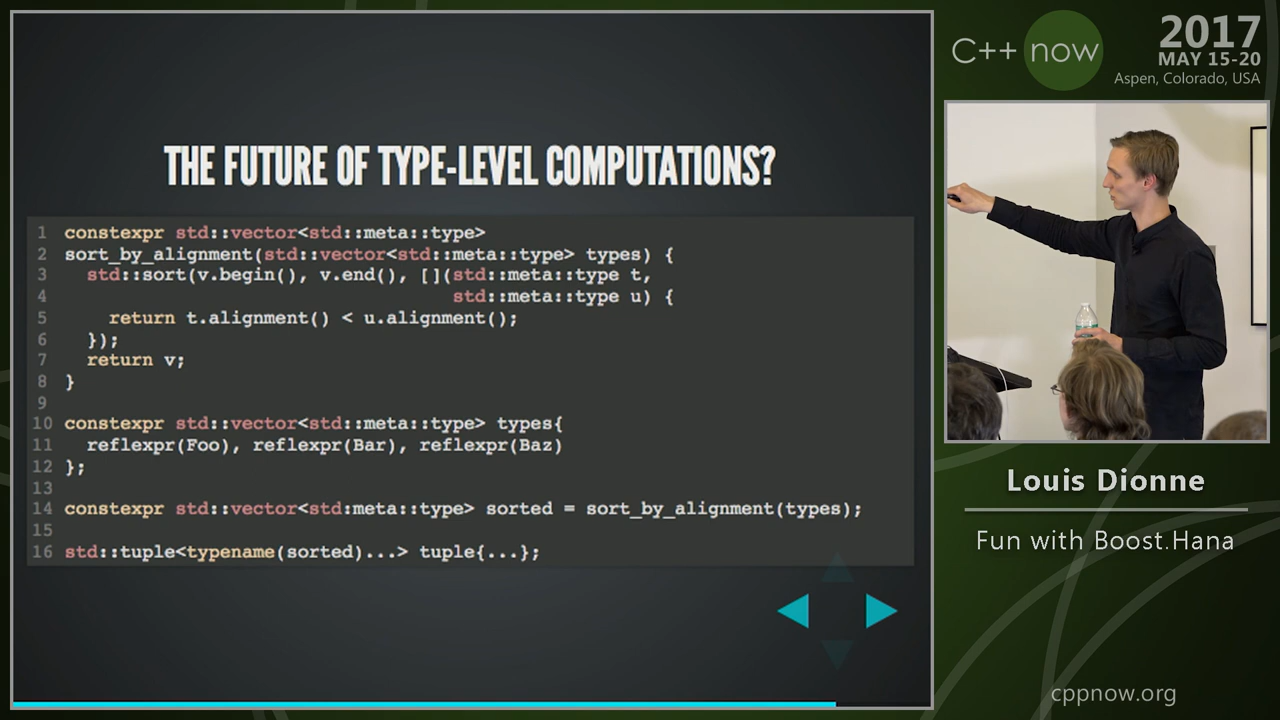 THE FUTURE OF TYPE-LEVEL COMPUTATIONS?
1 constexpr std::vector<std::meta::type>
2 sort_by_alignment(std::vector<std::meta::type> types) {
3 std::sort(v.begin(), v.end(), [](std::meta::type t,
4 std::meta::type u) {
5 return t.alignment() < u.alignment();
6 });
7 return v;
8 }
9
10 constexpr std::vector<std::meta::type> types{
11 reflexpr(Foo), reflexpr(Bar), reflexpr(Baz)
12 };
13
14 constexpr std::vector<std:meta::type> sorted = sort_by_alignment(types);
15
16 std::tuple<typename(sorted)...> tuple{...};
C++ now
2017
MAY 15-20
Aspen, Colorado, USA
Louis Dionne
Fun with Boost.Hana
cppnow.org